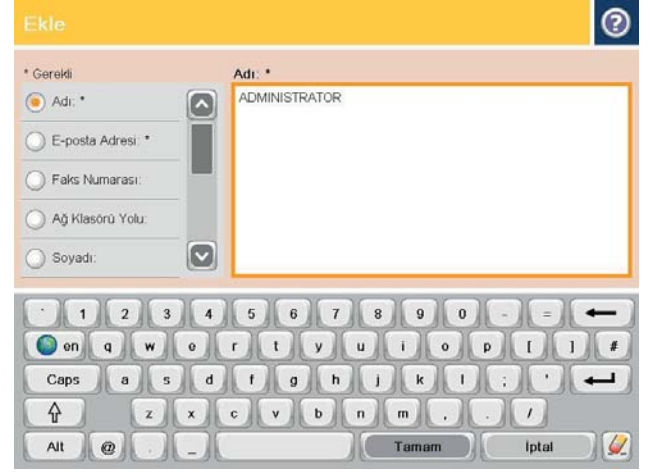 Ekle
?
* Gerekli
Adı: *
Adı: *
ADMINISTRATOR
E-posta Adresi: *
Faks Numarası:
Ağ Klasörü Yolu:
Soyadı:
` 1 2 3 4 5 6 7 8 9 0 - =
en q w e r t y u i o p [ ] #
Caps a s d f g h j k l ; '
z x c v b n m , . /
Alt @ . _ Tamam İptal